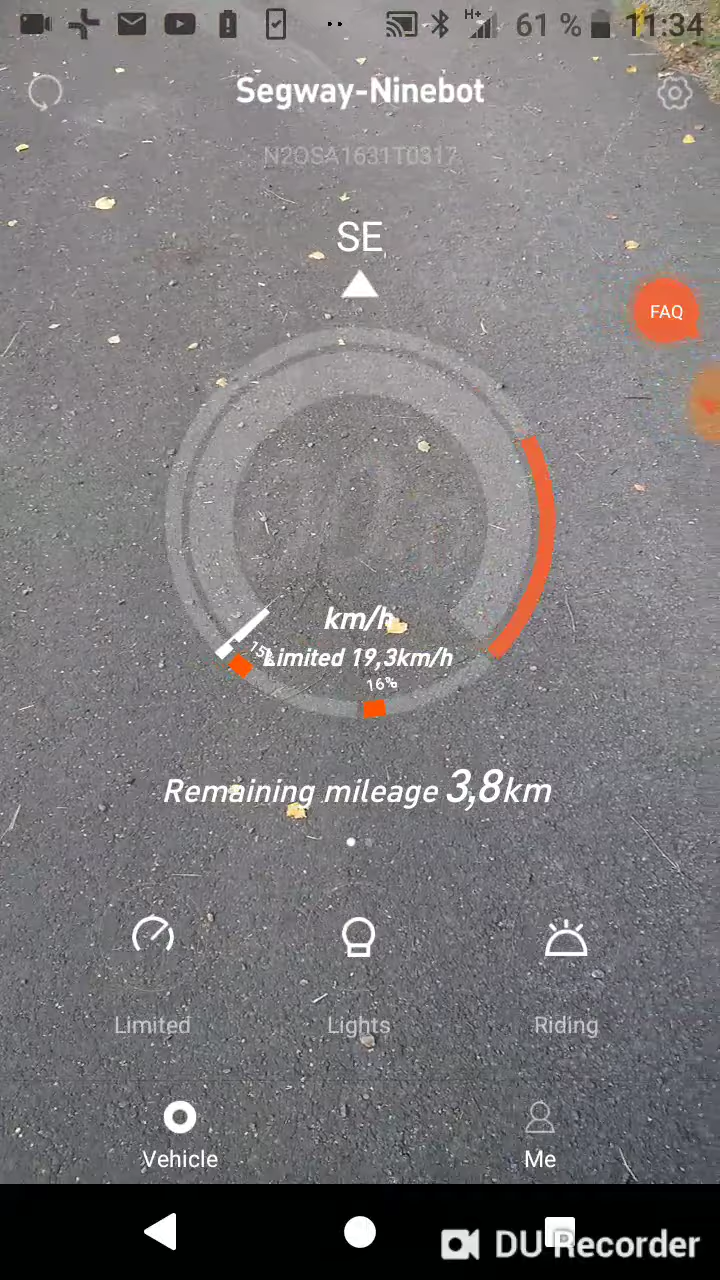 61 % 11:34
H+
Segway-Ninebot
N2OSA1631T0317
SE
FAQ
km/h
Limited 19,3km/h
16%
Remaining mileage 3,8km
Limited Lights Riding
Vehicle Me
DU Recorder